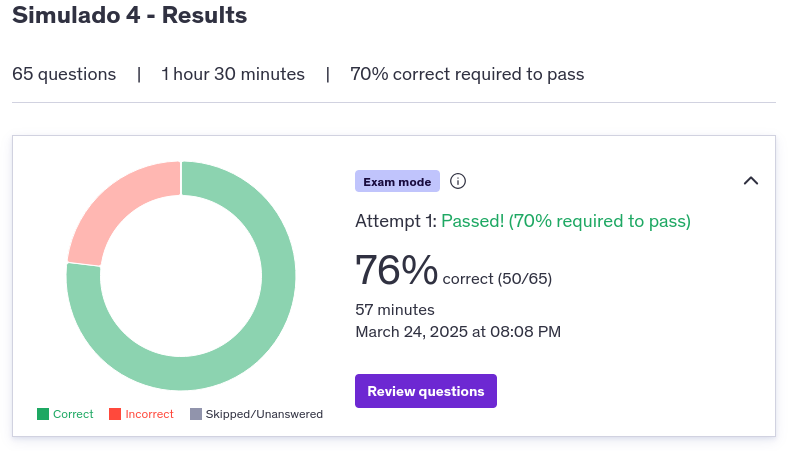 Simulado 4 - Results
65 questions | 1 hour 30 minutes | 70% correct required to pass
Exam mode
Attempt 1: Passed! (70% required to pass)
76% correct (50/65)
57 minutes
March 24, 2025 at 08:08 PM
Review questions
Correct Incorrect Skipped/Unanswered